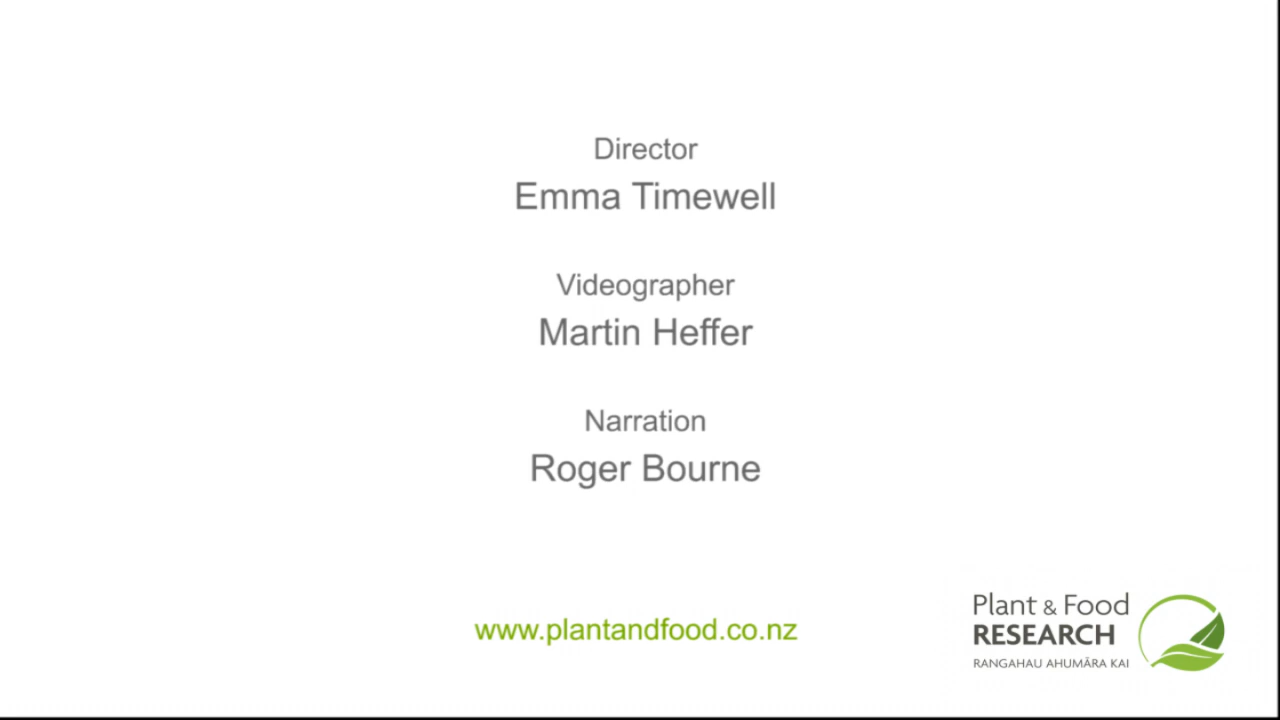 Director
Emma Timewell
Videographer
Martin Heffer
Narration
Roger Bourne
www.plantandfood.co.nz
Plant & Food
RESEARCH
RANGAHAU AHUMĀRA KAI